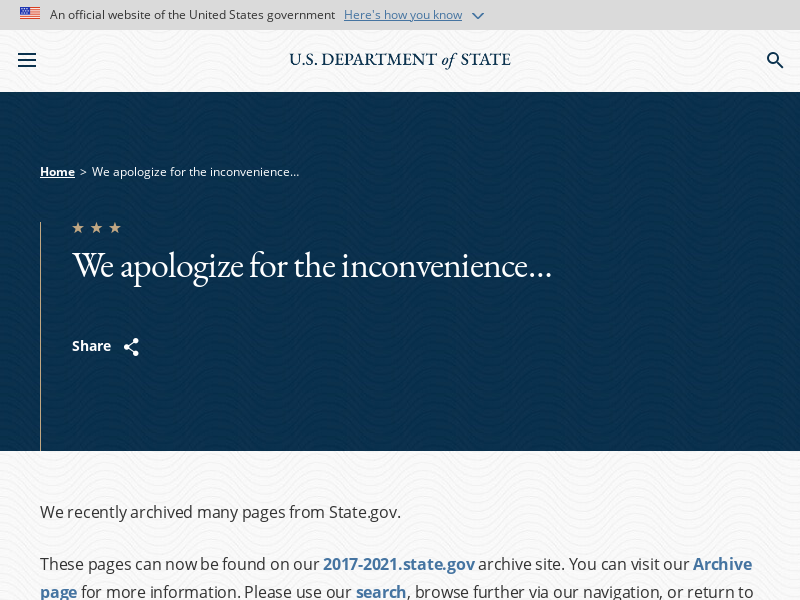 An official website of the United States government Here's how you know
U.S. DEPARTMENT of STATE
Home > We apologize for the inconvenience…
We apologize for the inconvenience…
Share
We recently archived many pages from State.gov.
These pages can now be found on our 2017-2021.state.gov archive site. You can visit our Archive
page for more information. Please use our search, browse further via our navigation, or return to